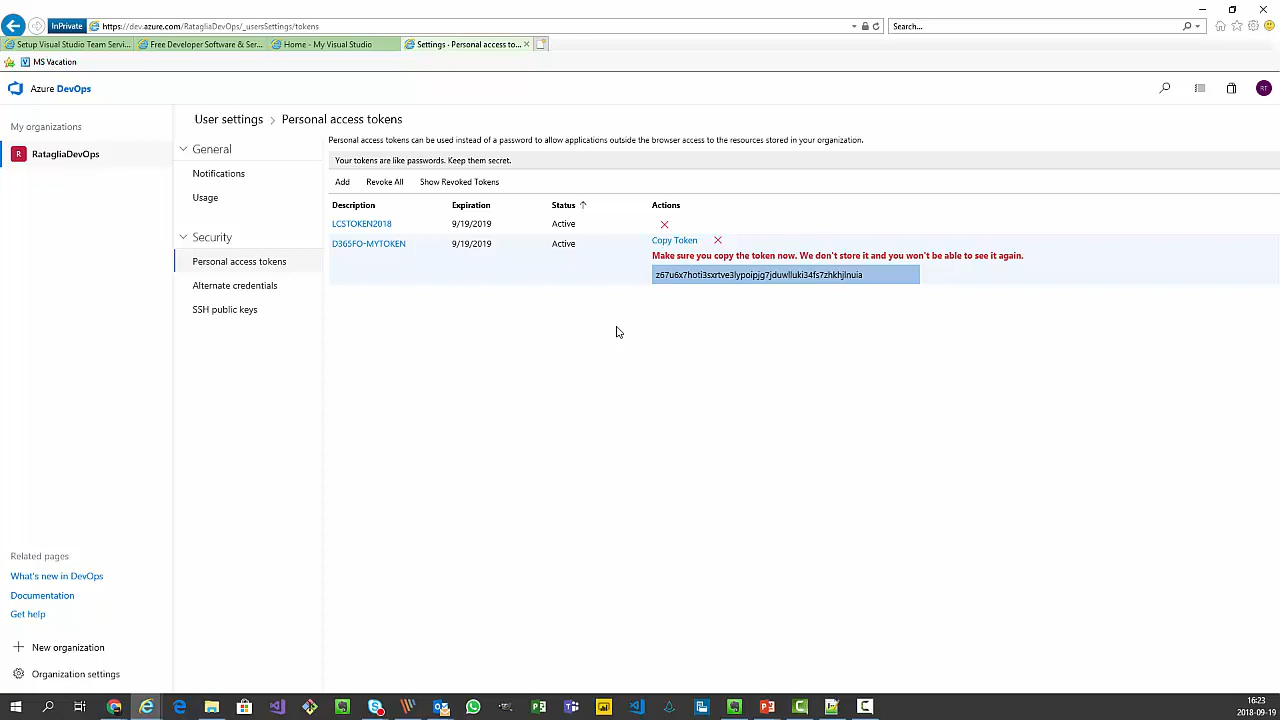 InPrivate
https://dev.azure.com/RatagliaDevOps/_usersSettings/tokens
Search...
Setup Visual Studio Team Servi...
Free Developer Software & Ser...
Home - My Visual Studio
Settings - Personal access to...
MS Vacation
Azure DevOps
RT
My organizations
R RatagliaDevOps
User settings > Personal access tokens
General
Notifications
Usage
Security
Personal access tokens
Alternate credentials
SSH public keys
Personal access tokens can be used instead of a password to allow applications outside the browser access to the resources stored in your organization.
Your tokens are like passwords. Keep them secret.
Add Revoke All Show Revoked Tokens
Description Expiration Status Actions
LCSTOKEN2018 9/19/2019 Active
D365FO-MYTOKEN 9/19/2019 Active Copy Token
Make sure you copy the token now. We don't store it and you won't be able to see it again.
Related pages
What's new in DevOps
Documentation
Get help
New organization
Organization settings
16:23
2018-09-19